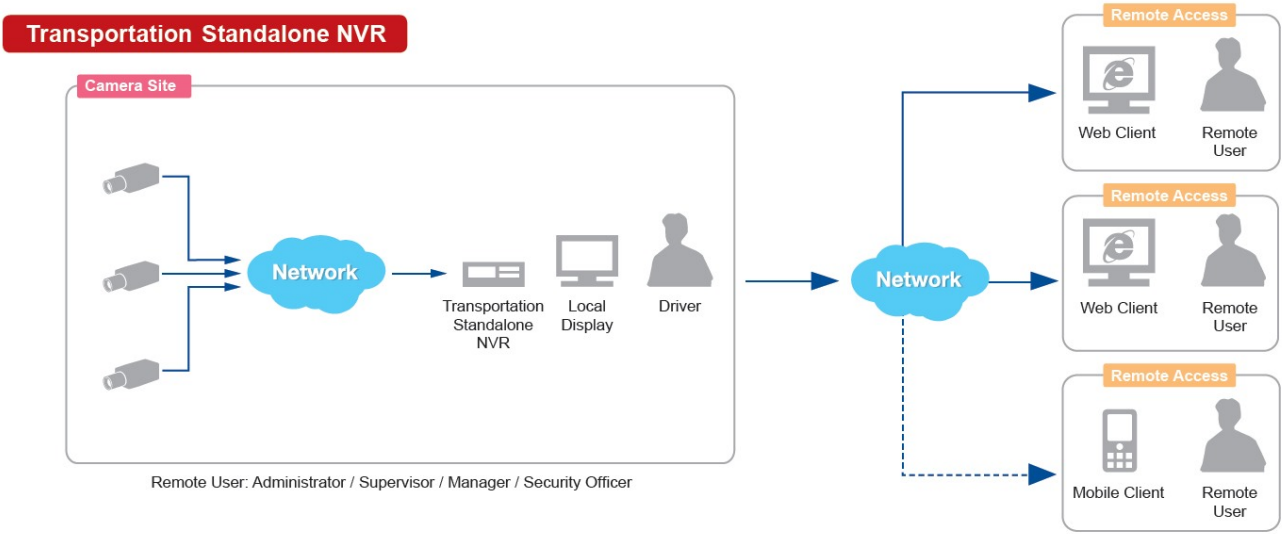 Transportation Standalone NVR
Camera Site
Network
Transportation
Standalone
NVR
Local
Display
Driver
Remote User: Administrator / Supervisor / Manager / Security Officer
Network
Remote Access
Web Client
Remote
User
Remote Access
Web Client
Remote
User
Remote Access
Mobile Client
Remote
User